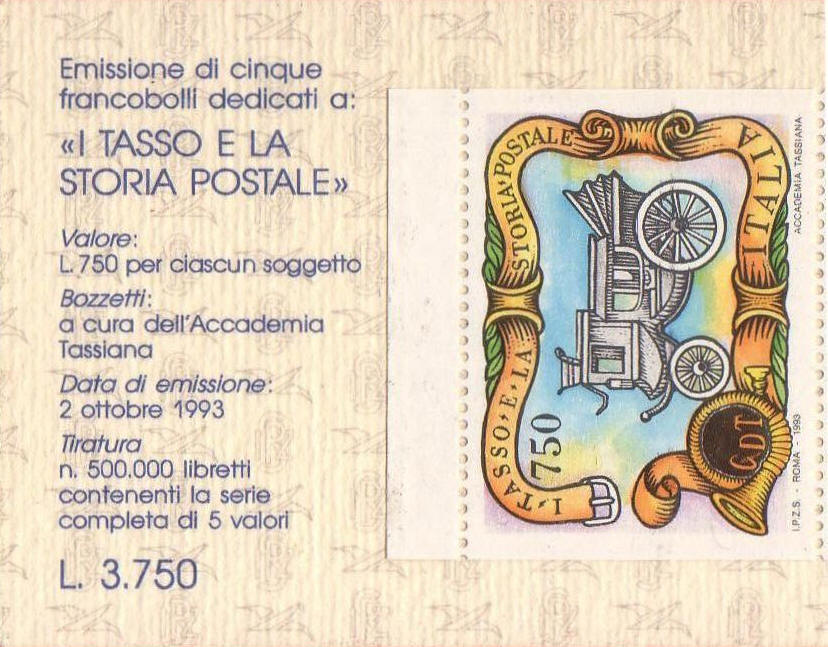 Emissione di cinque
francobolli dedicati a:
«I TASSO E LA
STORIA POSTALE»
Valore:
L. 750 per ciascun soggetto
Bozzetti:
a cura dell'Accademia
Tassiana
Data di emissione:
2 ottobre 1993
Tiratura
n. 500.000 libretti
contenenti la serie
completa di 5 valori
L. 3.750
I·TASSO·E·LA STORIA·POSTALE
ITALIA
750
CDT
I.P.Z.S. - ROMA - 1993
ACCADEMIA TASSIANA